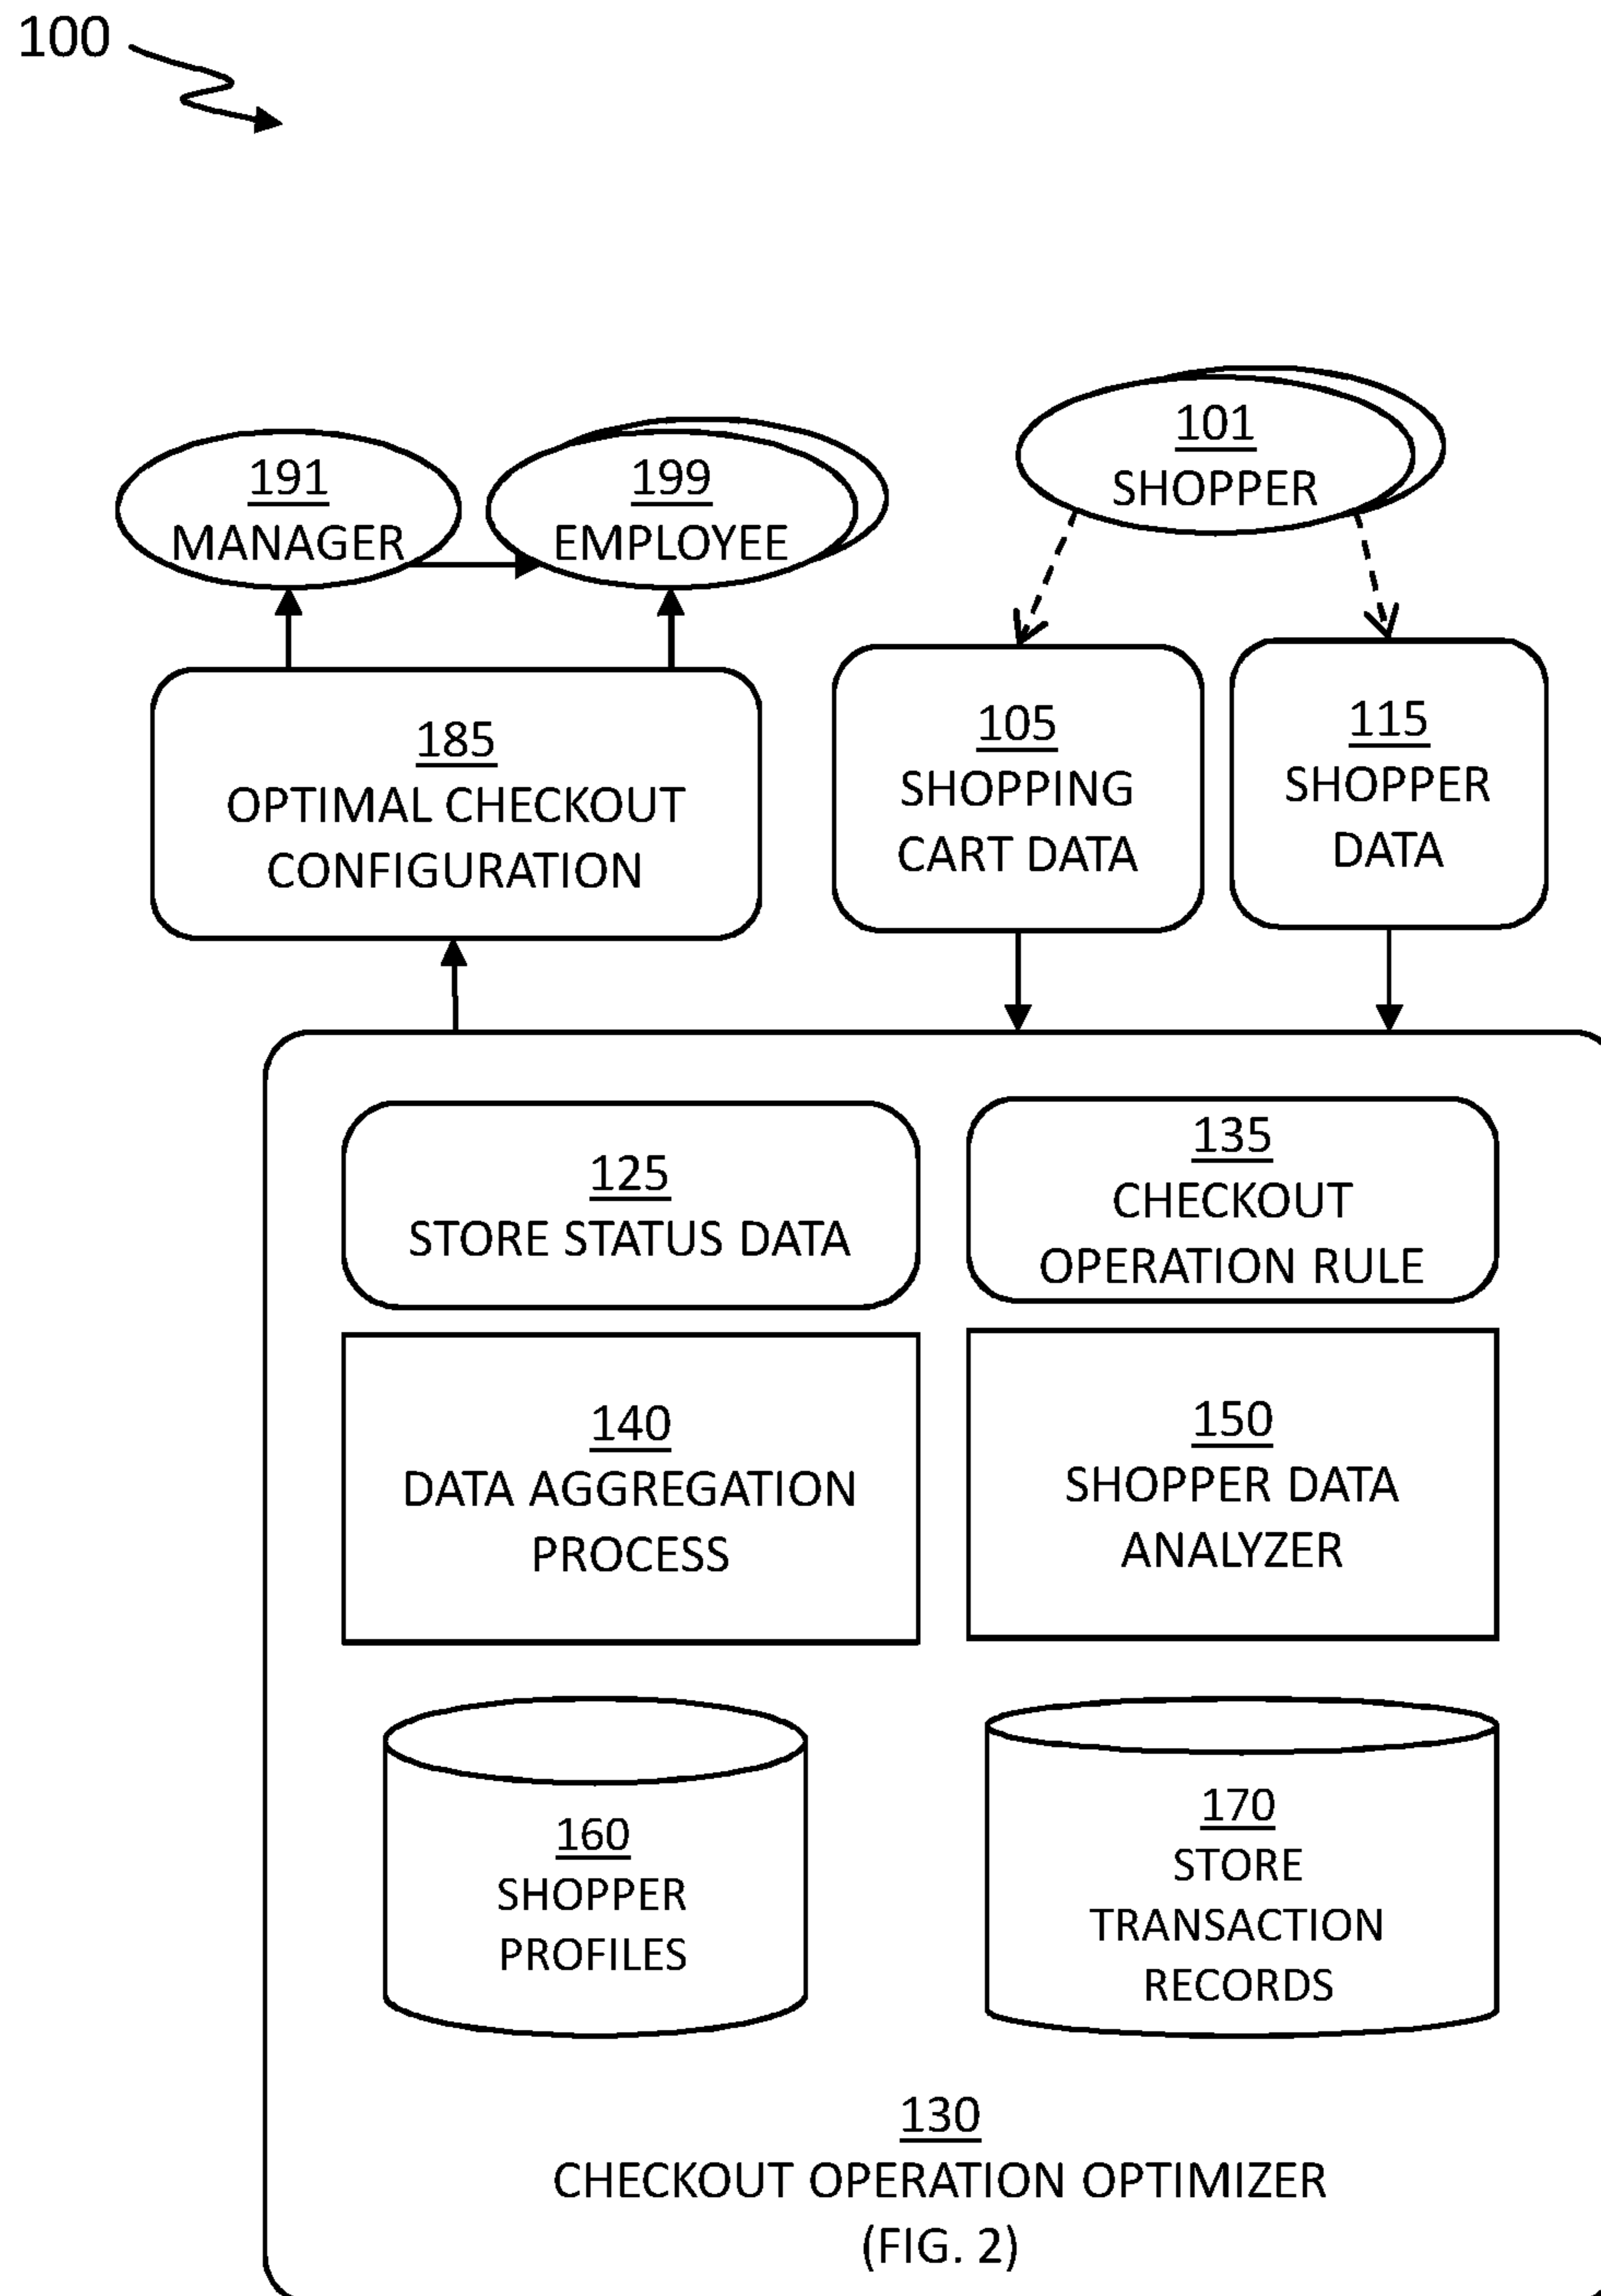 100
191
MANAGER
199
EMPLOYEE
101
SHOPPER
185
OPTIMAL CHECKOUT
CONFIGURATION
105
SHOPPING
CART DATA
115
SHOPPER
DATA
125
STORE STATUS DATA
135
CHECKOUT
OPERATION RULE
140
DATA AGGREGATION
PROCESS
150
SHOPPER DATA
ANALYZER
160
SHOPPER
PROFILES
170
STORE
TRANSACTION
RECORDS
130
CHECKOUT OPERATION OPTIMIZER
(FIG. 2)